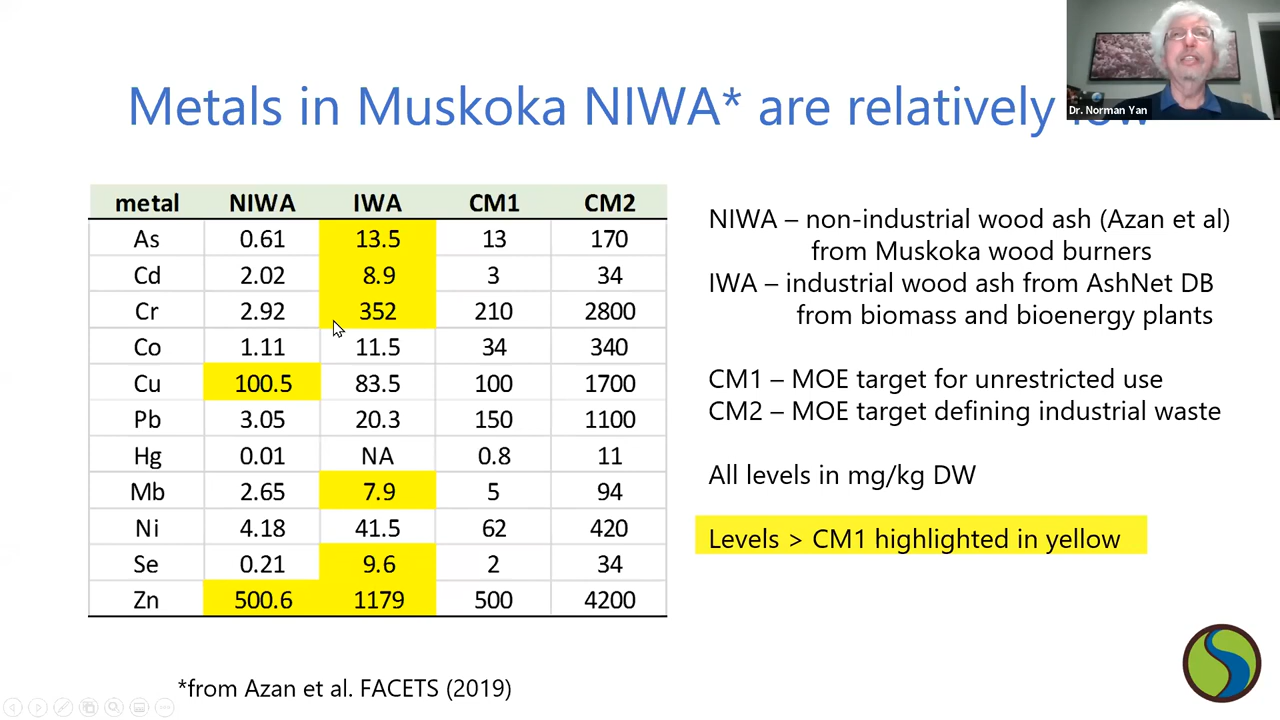 Dr. Norman Yan
Metals in Muskoka NIWA* are relatively low
metal NIWA IWA CM1 CM2
As 0.61 13.5 13 170
Cd 2.02 8.9 3 34
Cr 2.92 352 210 2800
Co 1.11 11.5 34 340
Cu 100.5 83.5 100 1700
Pb 3.05 20.3 150 1100
Hg 0.01 NA 0.8 11
Mb 2.65 7.9 5 94
Ni 4.18 41.5 62 420
Se 0.21 9.6 2 34
Zn 500.6 1179 500 4200
NIWA – non-industrial wood ash (Azan et al)
from Muskoka wood burners
IWA – industrial wood ash from AshNet DB
from biomass and bioenergy plants
CM1 – MOE target for unrestricted use
CM2 – MOE target defining industrial waste
All levels in mg/kg DW
Levels > CM1 highlighted in yellow
*from Azan et al. FACETS (2019)